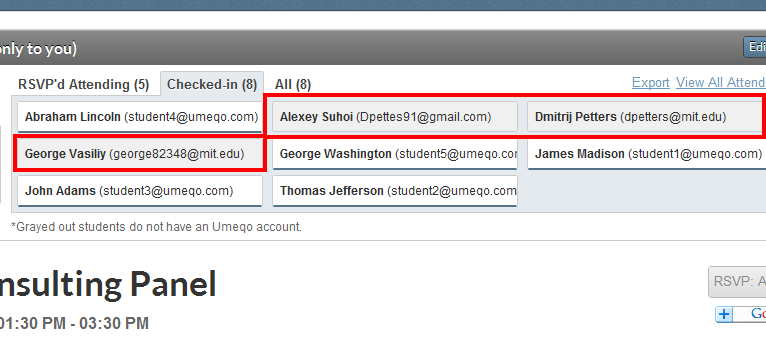 only to you)
RSVP'd Attending (5) Checked-in (8) All (8) Export View All Attend
Abraham Lincoln (student4@umeqo.com) Alexey Suhoi (Dpettes91@gmail.com) Dmitrij Petters (dpetters@mit.edu)
George Vasiliy (george82348@mit.edu) George Washington (student5@umeqo.com James Madison (student1@umeqo.com)
John Adams (student3@umeqo.com) Thomas Jefferson (student2@umeqo.com
*Grayed out students do not have an Umeqo account.
nsulting Panel
RSVP: A
01:30 PM - 03:30 PM